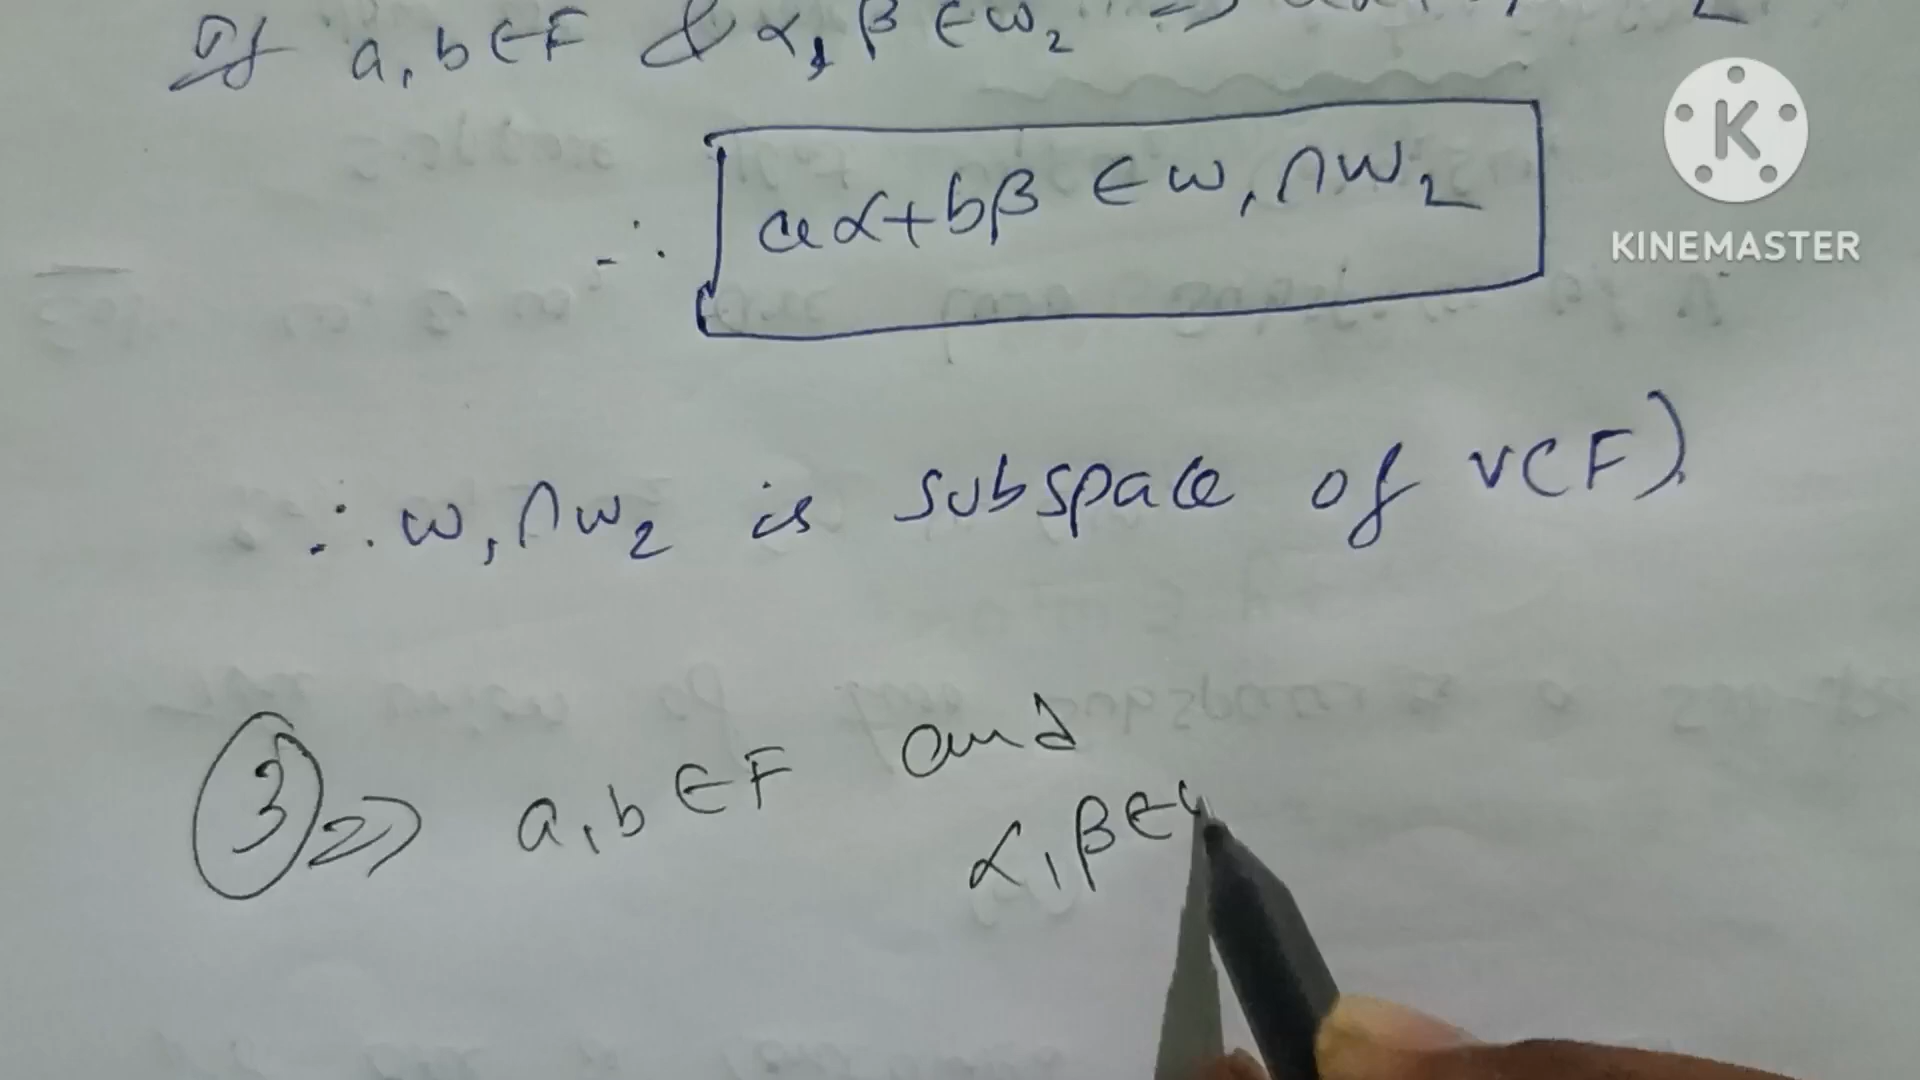 If a, b ∈ F & α, β ∈ W₂ ⇒
∴ aα+bβ ∈ W₁∩W₂
KINEMASTER
∴ W₁∩W₂ is subspace of V(F)
③ ⇒ a, b ∈ F and
α, β ∈